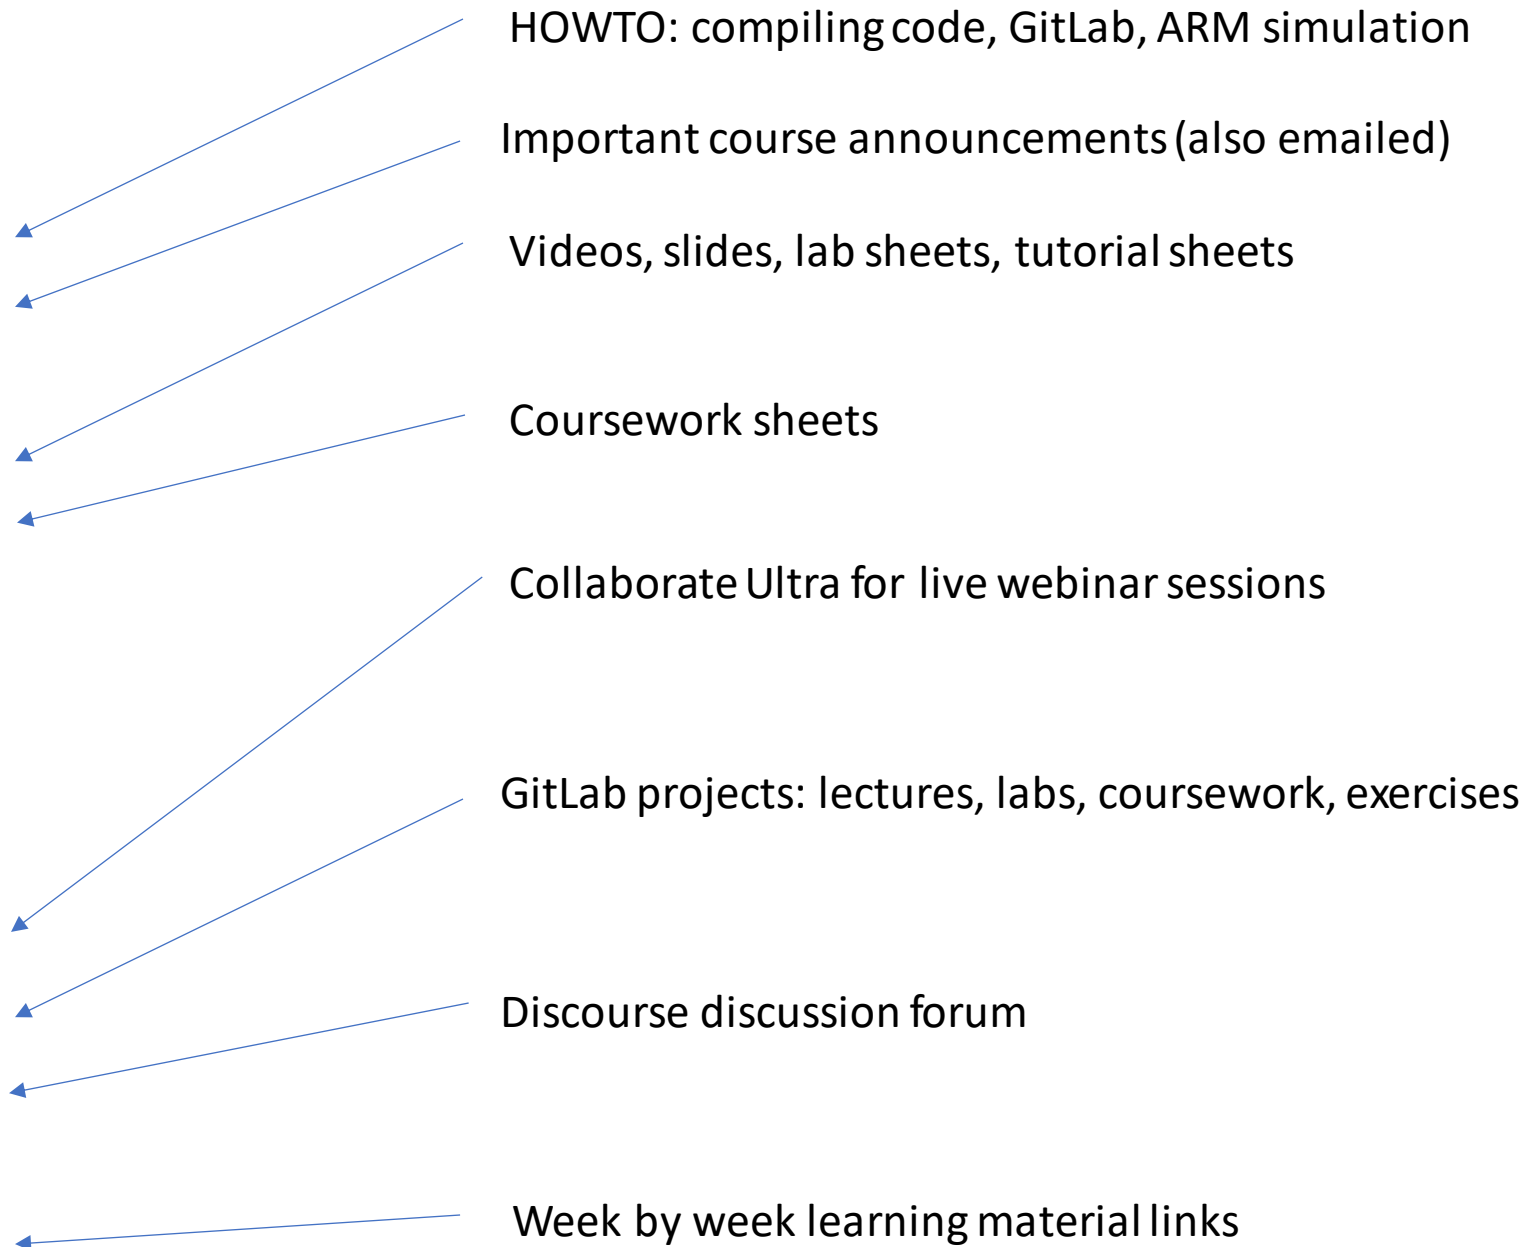 HOWTO: compiling code, GitLab, ARM simulation
Important course announcements (also emailed)
Videos, slides, lab sheets, tutorial sheets
Coursework sheets
Collaborate Ultra for live webinar sessions
GitLab projects: lectures, labs, coursework, exercises
Discourse discussion forum
Week by week learning material links